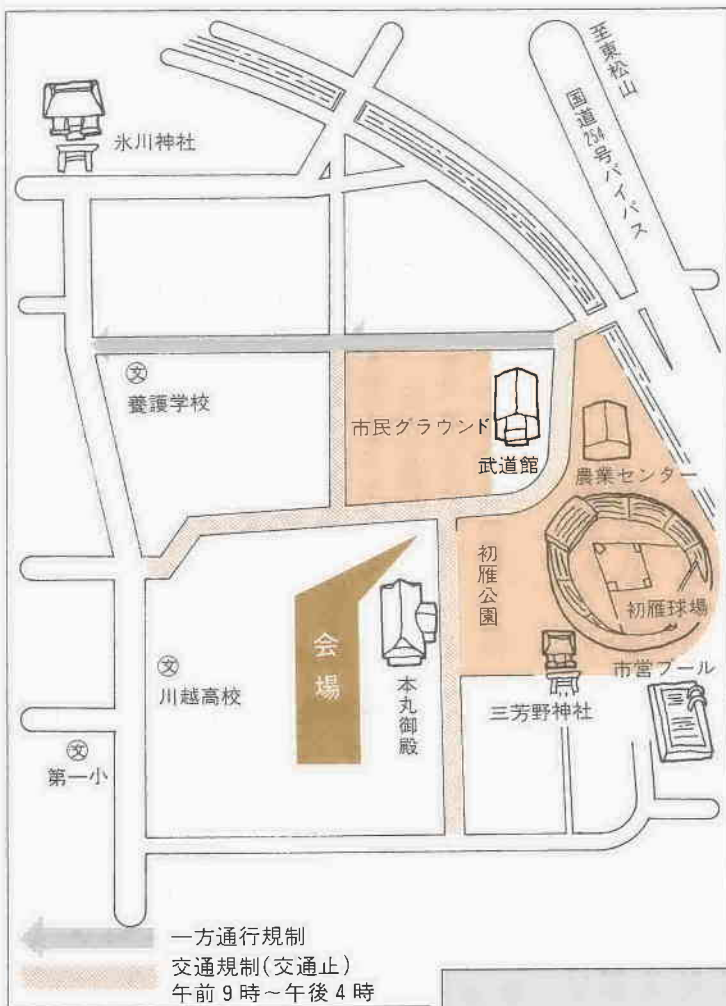 至東松山
国道254号バイパス
氷川神社
文
養護学校
市民グラウンド
武道館
農業センター
初雁公園
初雁球場
会場
本丸御殿
文
川越高校
三芳野神社
市営プール
文
第一小
一方通行規制
交通規制(交通止)
午前9時~午後4時